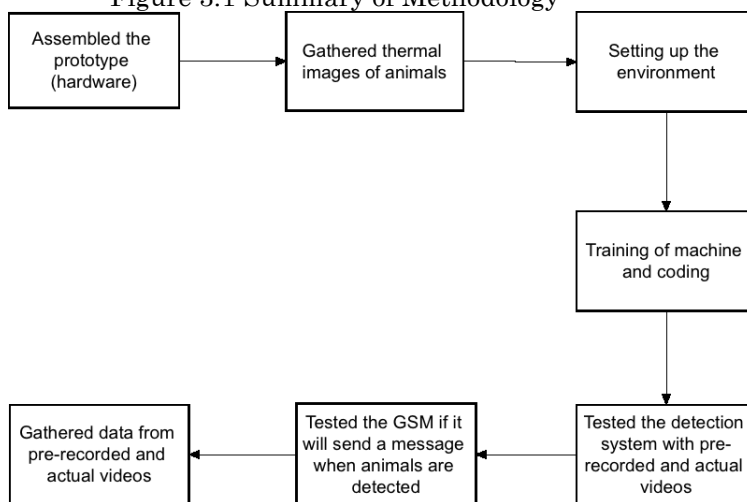 Figure 3.1 Summary of Methodology
Assembled the
prototype
(hardware)
Gathered thermal
images of animals
Setting up the
environment
Training of machine
and coding
Tested the detection
system with pre-
recorded and actual
videos
Tested the GSM if it
will send a message
when animals are
detected
Gathered data from
pre-recorded and
actual videos